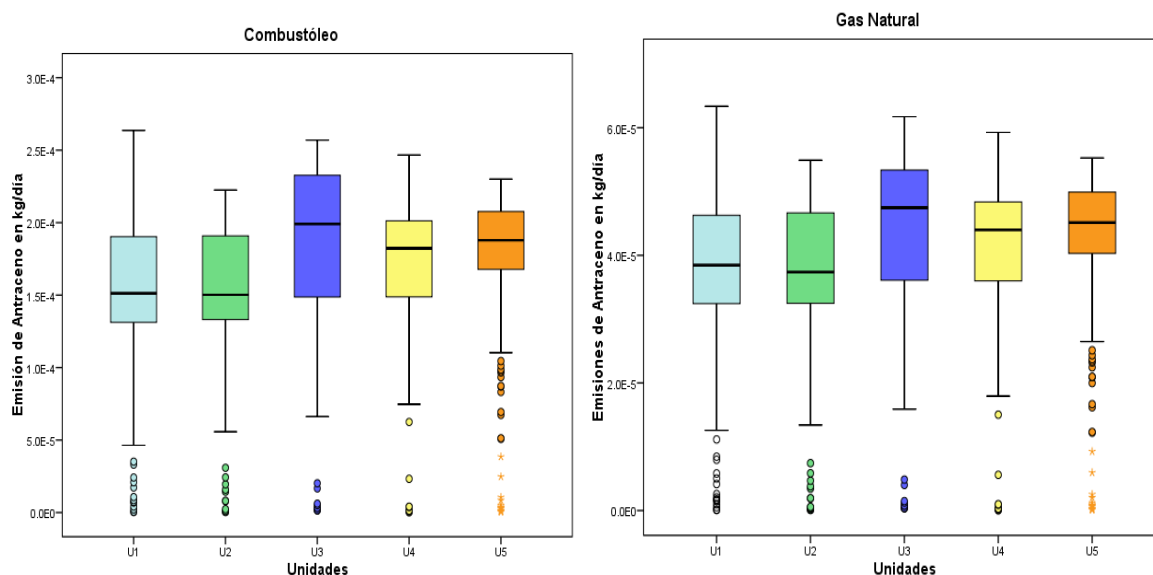 Combustóleo
Emisión de Antraceno en kg/día
3.0E-4
2.5E-4
2.0E-4
1.5E-4
1.0E-4
5.0E-5
0.0E0
U1 U2 U3 U4 U5
Unidades
Gas Natural
Emisiones de Antraceno en kg/día
6.0E-5
4.0E-5
2.0E-5
0.0E0
U1 U2 U3 U4 U5
Unidades